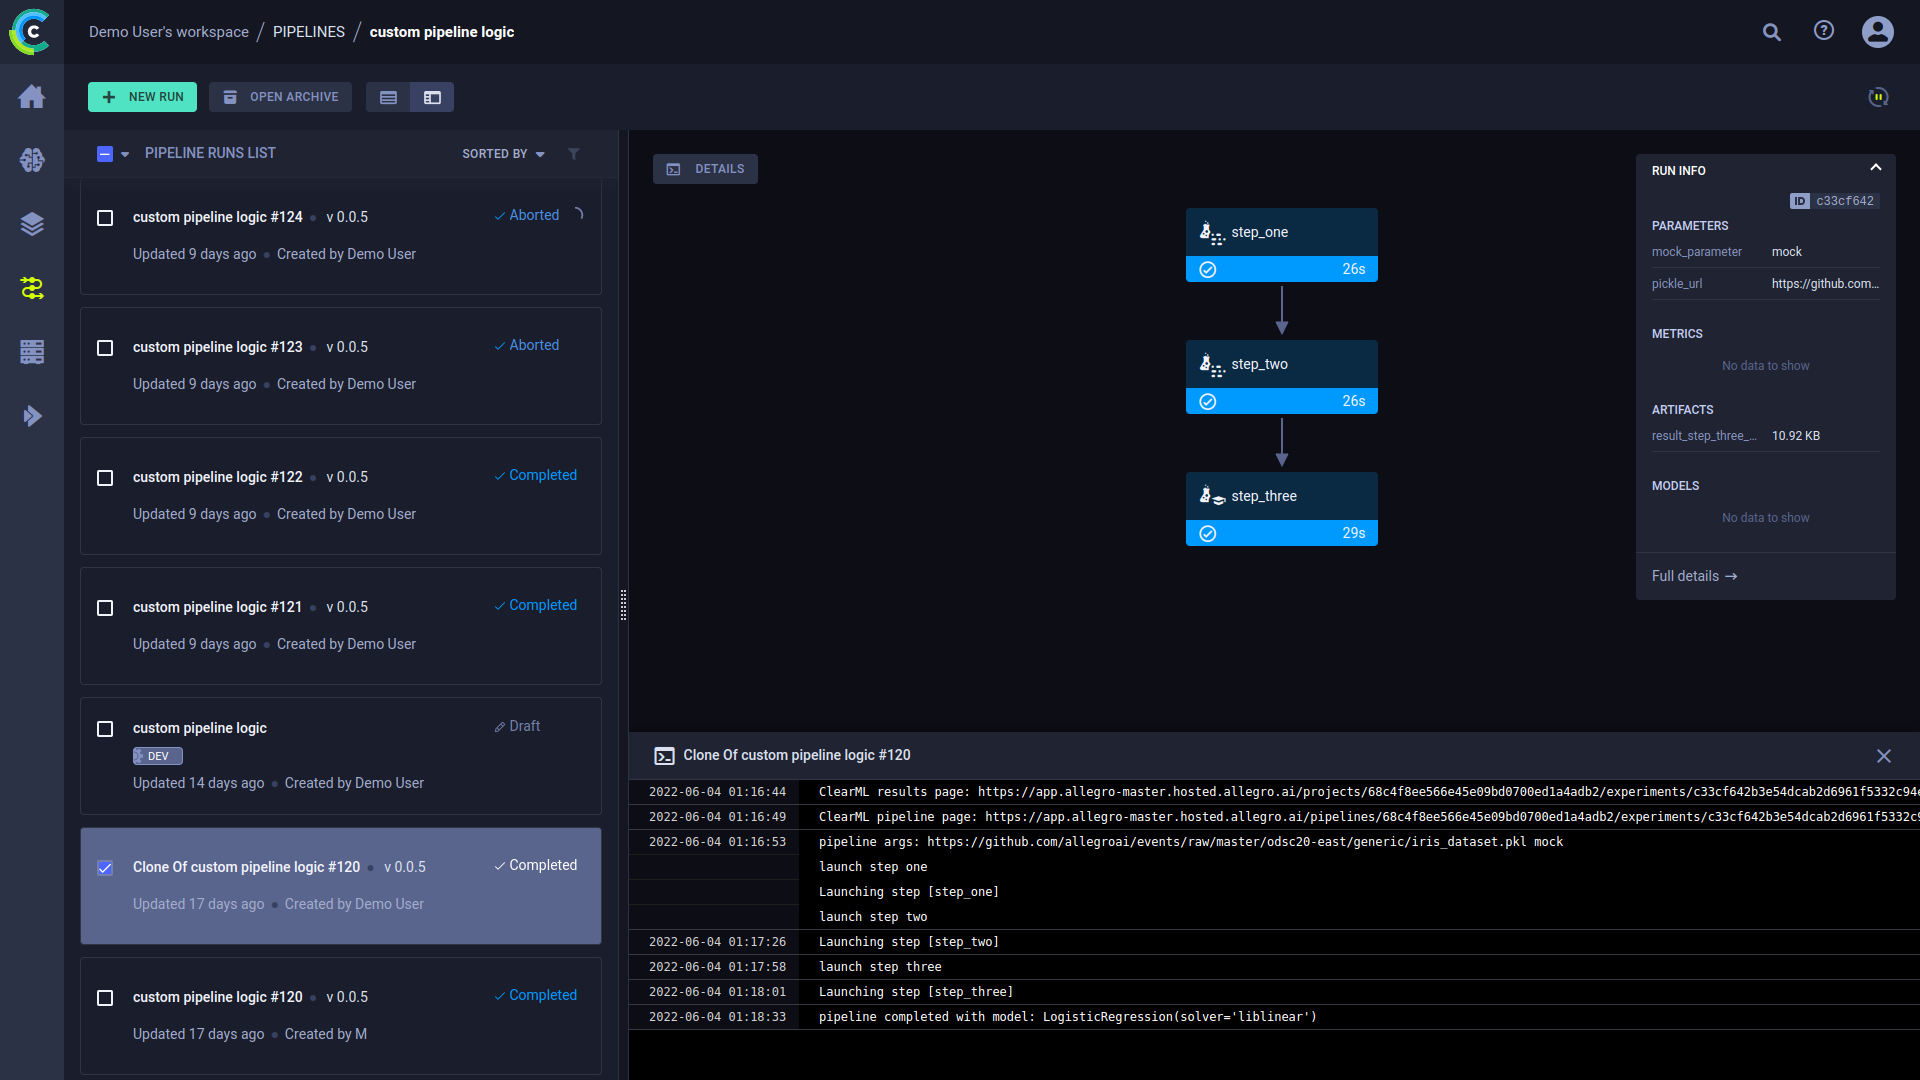 Demo User's workspace / PIPELINES / custom pipeline logic
NEW RUN
OPEN ARCHIVE
PIPELINE RUNS LIST
SORTED BY
custom pipeline logic #124 • v 0.0.5
Aborted
Updated 9 days ago • Created by Demo User
custom pipeline logic #123 • v 0.0.5
Aborted
Updated 9 days ago • Created by Demo User
custom pipeline logic #122 • v 0.0.5
Completed
Updated 9 days ago • Created by Demo User
custom pipeline logic #121 • v 0.0.5
Completed
Updated 9 days ago • Created by Demo User
custom pipeline logic
Draft
DEV
Updated 14 days ago • Created by Demo User
Clone Of custom pipeline logic #120 • v 0.0.5
Completed
Updated 17 days ago • Created by Demo User
custom pipeline logic #120 • v 0.0.5
Completed
Updated 17 days ago • Created by M
DETAILS
step_one
26s
step_two
26s
step_three
29s
RUN INFO
ID c33cf642
PARAMETERS
mock_parameter mock
pickle_url https://github.com...
METRICS
No data to show
ARTIFACTS
result_step_three_... 10.92 KB
MODELS
No data to show
Full details →
Clone Of custom pipeline logic #120
2022-06-04 01:16:44 ClearML results page: https://app.allegro-master.hosted.allegro.ai/projects/68c4f8ee566e45e09bd0700ed1a4adb2/experiments/c33cf642b3e54dcab2d6961f5332c94e
2022-06-04 01:16:49 ClearML pipeline page: https://app.allegro-master.hosted.allegro.ai/pipelines/68c4f8ee566e45e09bd0700ed1a4adb2/experiments/c33cf642b3e54dcab2d6961f5332c9
2022-06-04 01:16:53 pipeline args: https://github.com/allegroai/events/raw/master/odsc20-east/generic/iris_dataset.pkl mock
launch step one
Launching step [step_one]
launch step two
2022-06-04 01:17:26 Launching step [step_two]
2022-06-04 01:17:58 launch step three
2022-06-04 01:18:01 Launching step [step_three]
2022-06-04 01:18:33 pipeline completed with model: LogisticRegression(solver='liblinear')